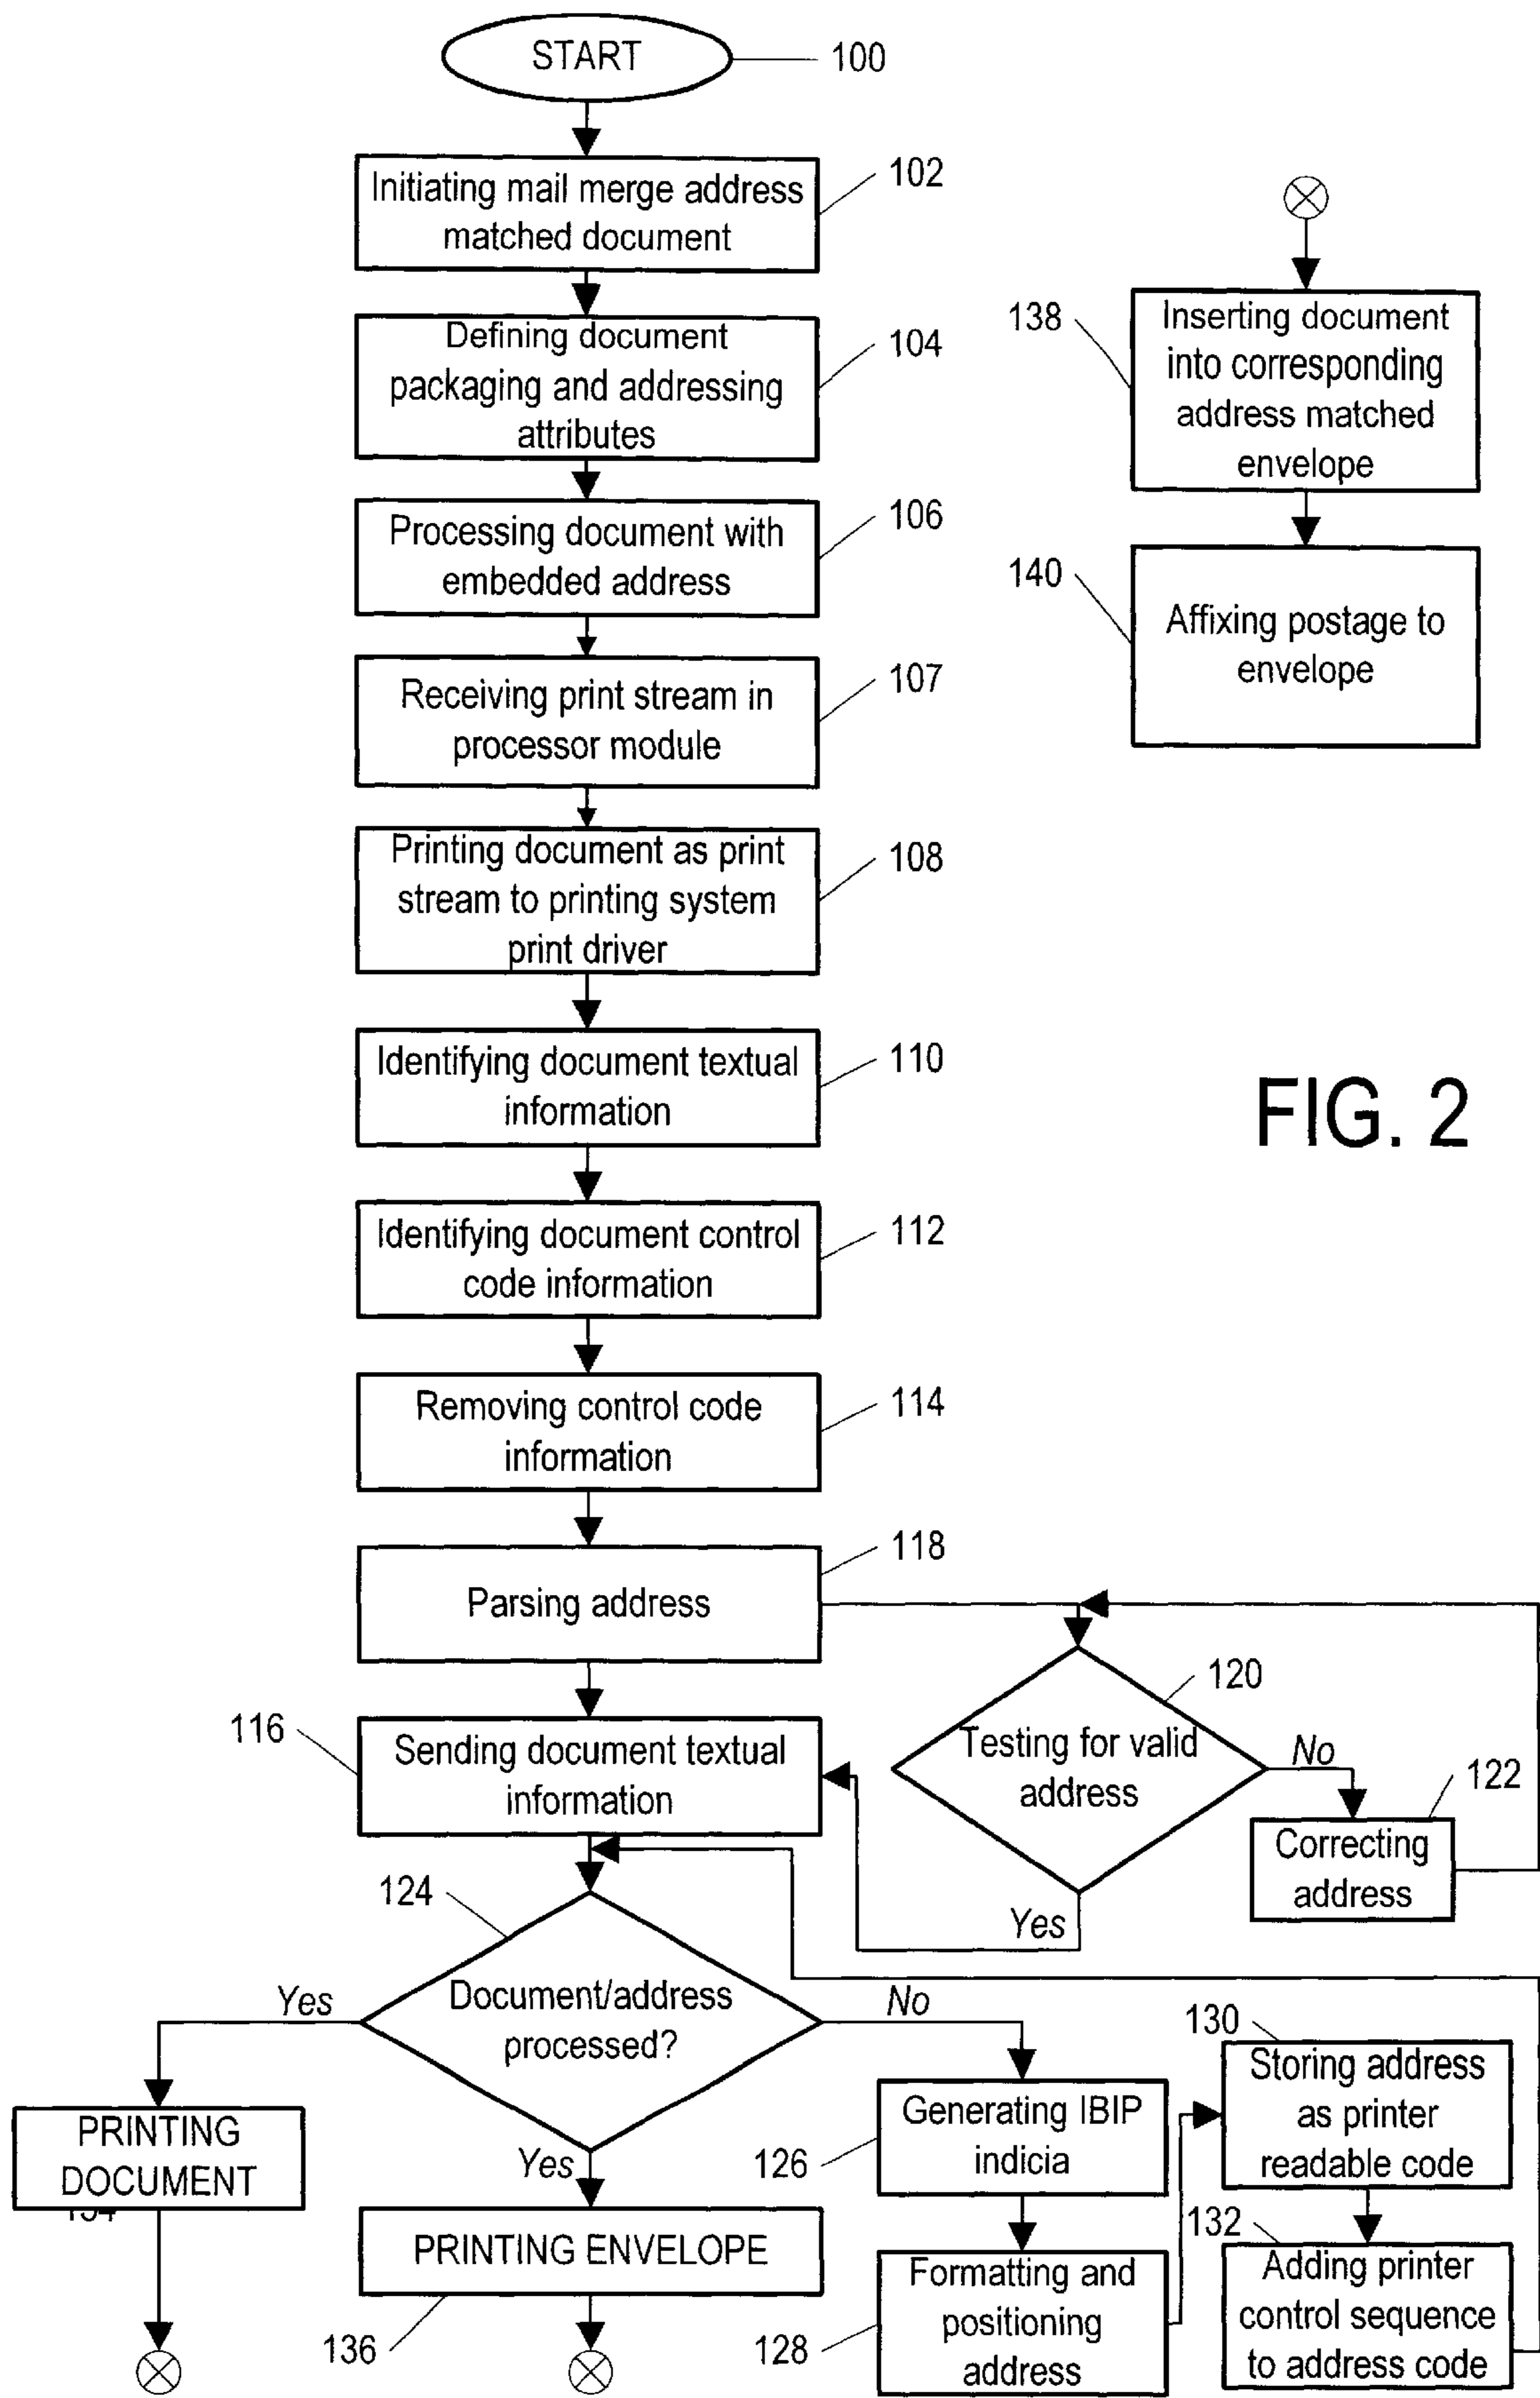 START
100
Initiating mail merge address
matched document
102
Defining document
packaging and addressing
attributes
104
Processing document with
embedded address
106
Receiving print stream in
processor module
107
Printing document as print
stream to printing system
print driver
108
Identifying document textual
information
110
Identifying document control
code information
112
Removing control code
information
114
Parsing address
118
116
Sending document textual
information
120
Testing for valid
address
No
Yes
122
Correcting
address
124
Document/address
processed?
Yes
No
Yes
PRINTING
DOCUMENT
PRINTING ENVELOPE
136
Generating IBIP
indicia
126
Formatting and
positioning
address
128
130
Storing address
as printer
readable code
132
Adding printer
control sequence
to address code
138
Inserting document
into corresponding
address matched
envelope
140
Affixing postage to
envelope
FIG. 2